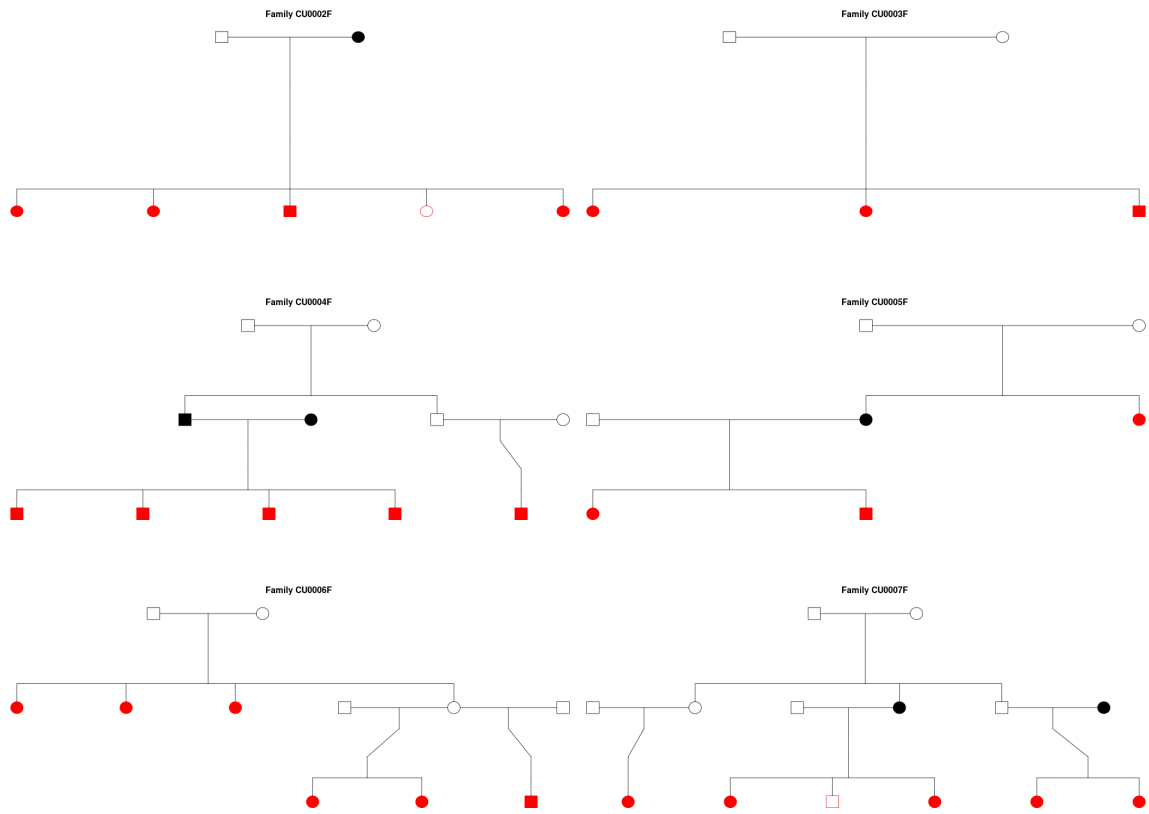 Family CU0002F
Family CU0003F
Family CU0004F
Family CU0005F
Family CU0006F
Family CU0007F